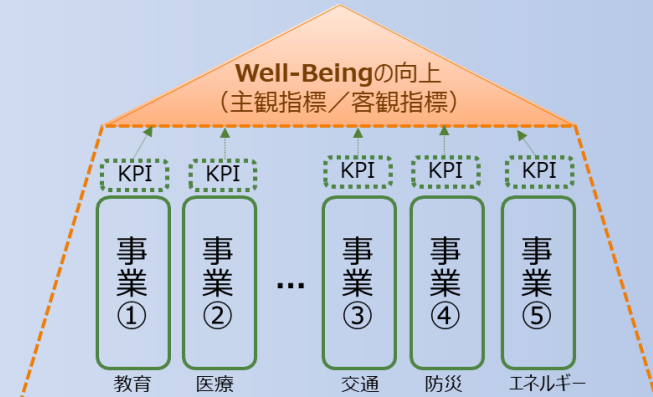 Well-Beingの向上
（主観指標／客観指標）
KPI KPI KPI KPI KPI
事業① 事業② … 事業③ 事業④ 事業⑤
教育 医療 交通 防災 エネルギー